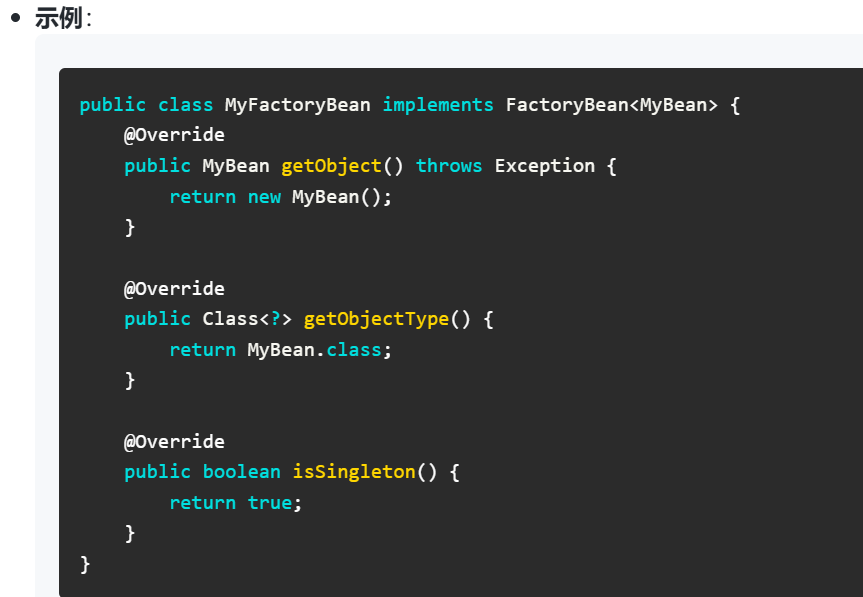 示例：
public class MyFactoryBean implements FactoryBean<MyBean> {
    @Override
    public MyBean getObject() throws Exception {
        return new MyBean();
    }

    @Override
    public Class<?> getObjectType() {
        return MyBean.class;
    }

    @Override
    public boolean isSingleton() {
        return true;
    }
}